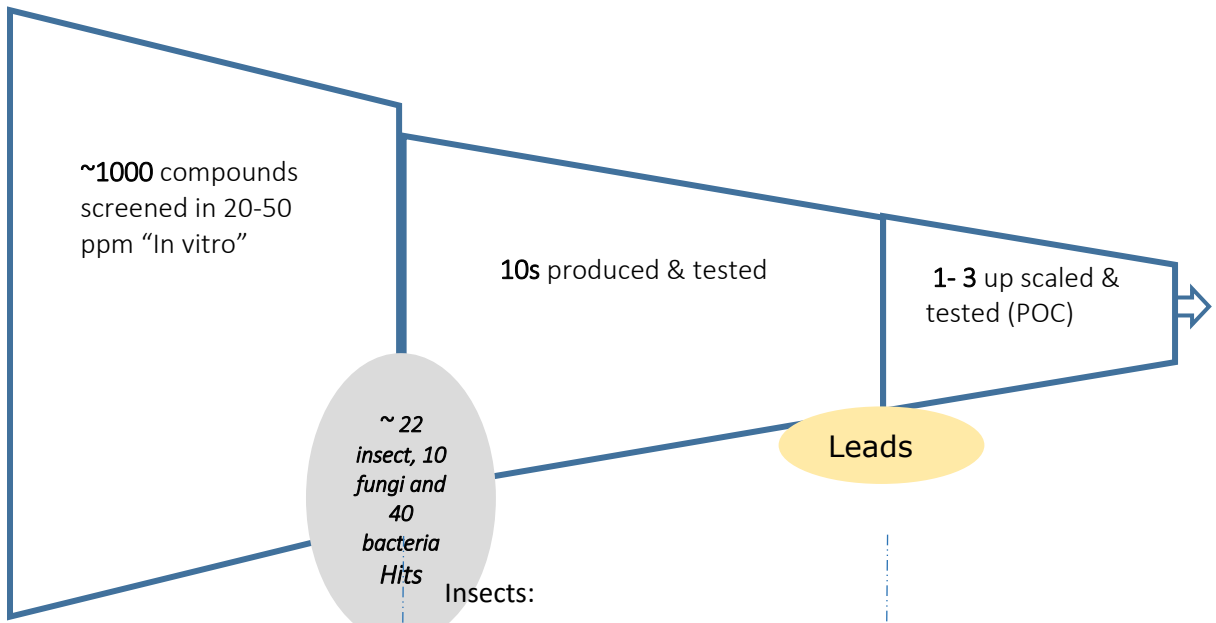 ~1000 compounds
screened in 20-50
ppm “In vitro”
10s produced & tested
1- 3 up scaled &
tested (POC)
~ 22
insect, 10
fungi and
40
bacteria
Hits
Leads
Insects: